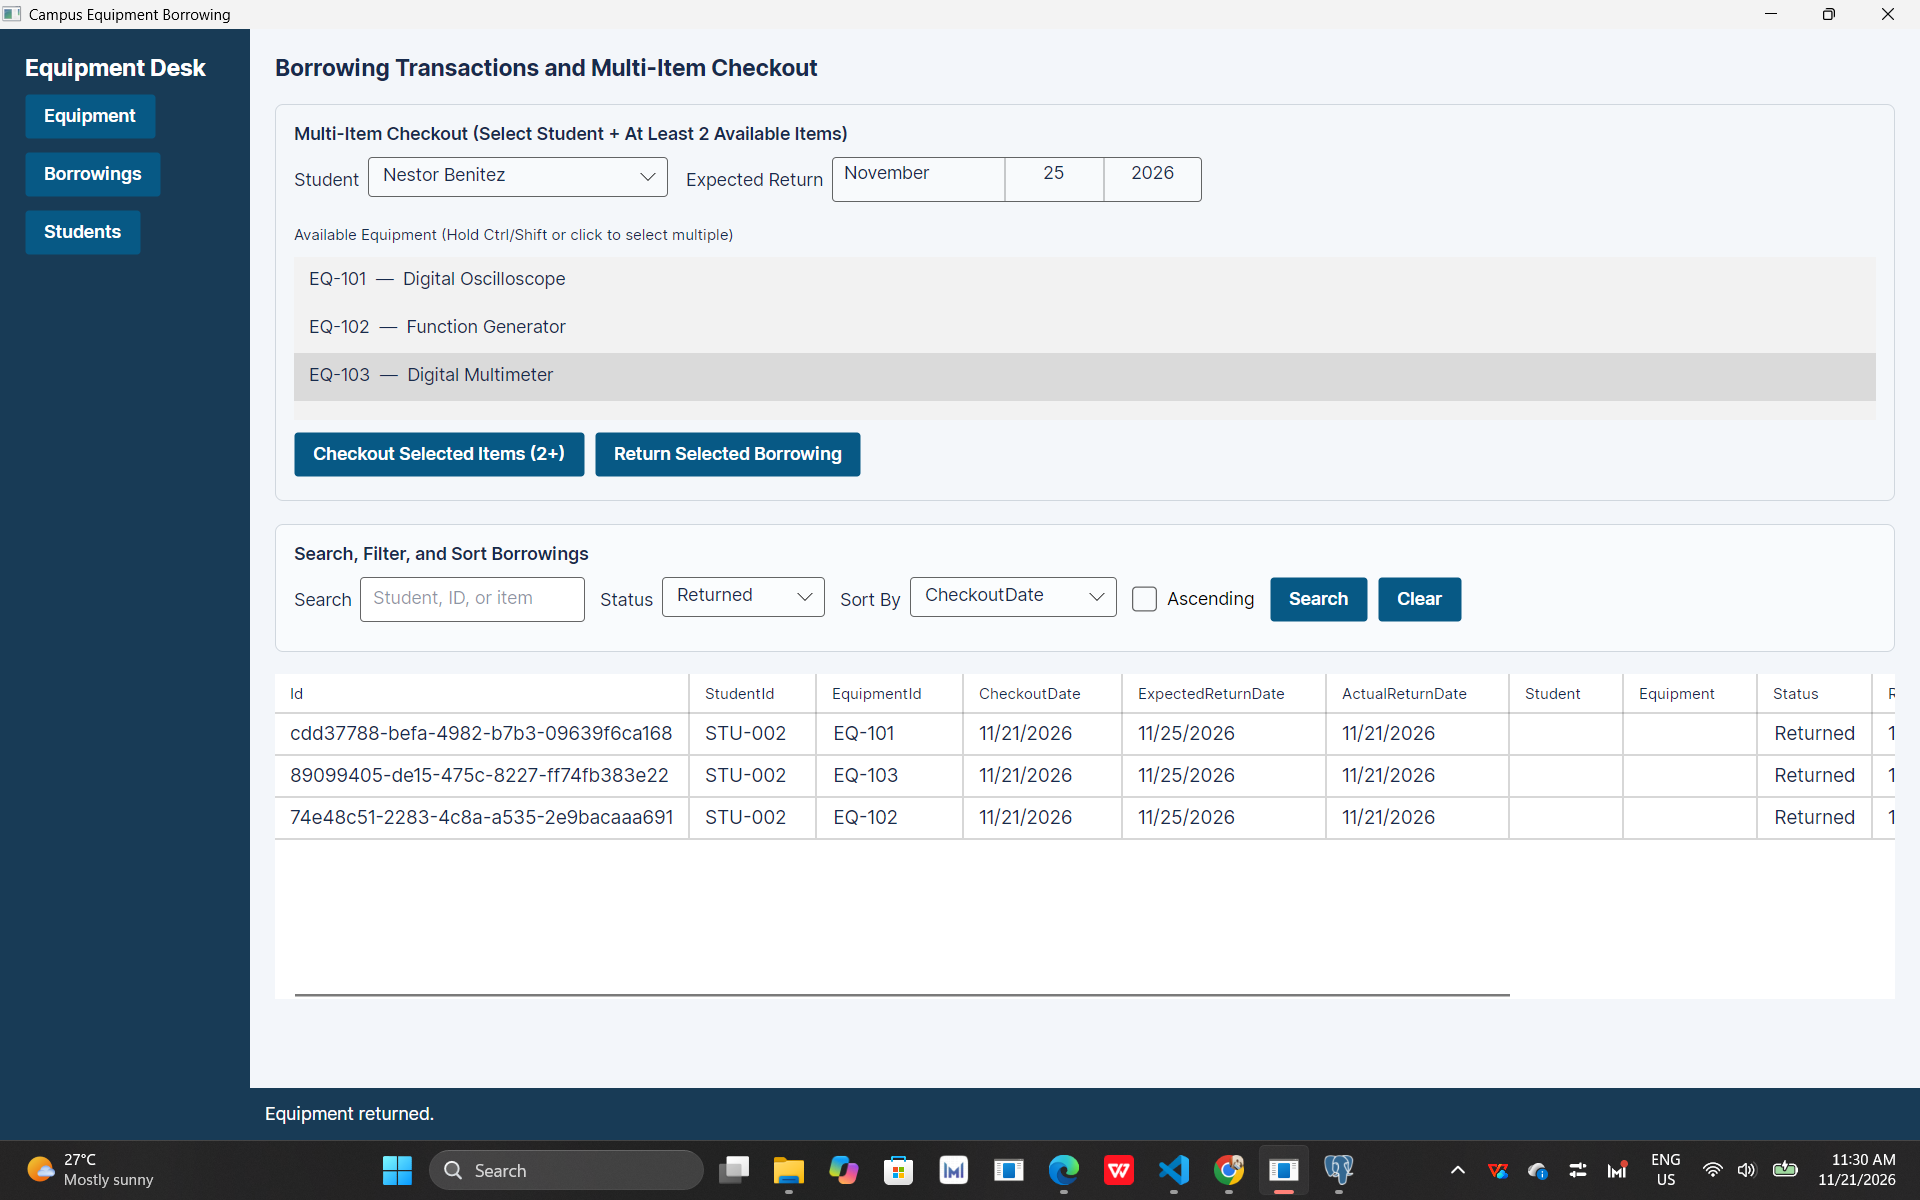 Campus Equipment Borrowing
Equipment Desk
Equipment
Borrowings
Students
Borrowing Transactions and Multi-Item Checkout
Multi-Item Checkout (Select Student + At Least 2 Available Items)
Student Nestor Benitez Expected Return November 25 2026
Available Equipment (Hold Ctrl/Shift or click to select multiple)
EQ-101 — Digital Oscilloscope
EQ-102 — Function Generator
EQ-103 — Digital Multimeter
Checkout Selected Items (2+) Return Selected Borrowing
Search, Filter, and Sort Borrowings
Search Student, ID, or item Status Returned Sort By CheckoutDate Ascending Search Clear
Id StudentId EquipmentId CheckoutDate ExpectedReturnDate ActualReturnDate Student Equipment Status
cdd37788-befa-4982-b7b3-09639f6ca168 STU-002 EQ-101 11/21/2026 11/25/2026 11/21/2026 Returned 1
89099405-de15-475c-8227-ff74fb383e22 STU-002 EQ-103 11/21/2026 11/25/2026 11/21/2026 Returned 1
74e48c51-2283-4c8a-a535-2e9bacaaa691 STU-002 EQ-102 11/21/2026 11/25/2026 11/21/2026 Returned 1
Equipment returned.
27°C
Mostly sunny
Search
ENG
US
11:30 AM
11/21/2026